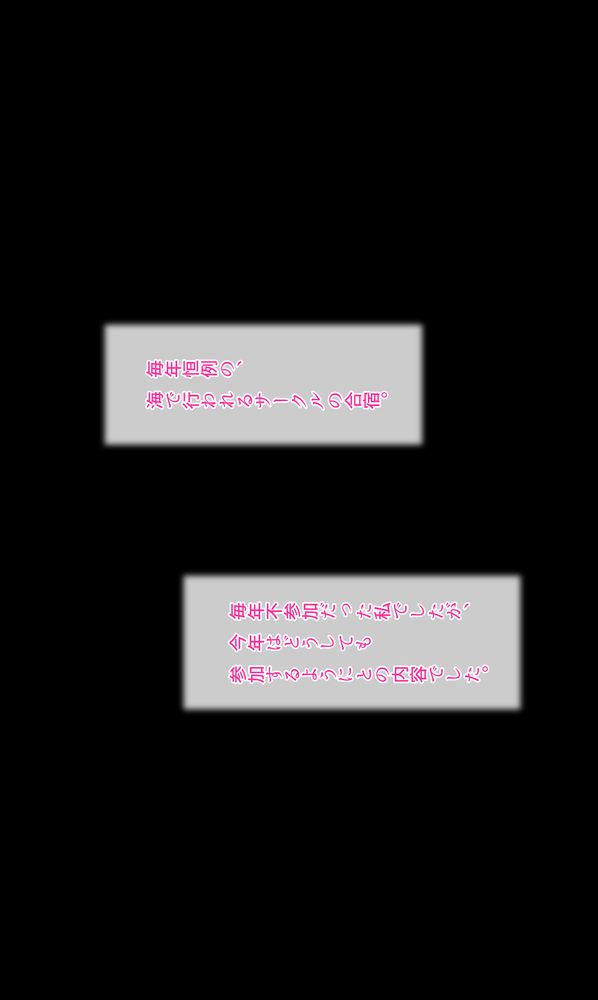 毎年恒例の、
海で行われるサークルの合宿。
毎年不参加だった私でしたが、
今年はどうしても
参加するようにとの内容でした。